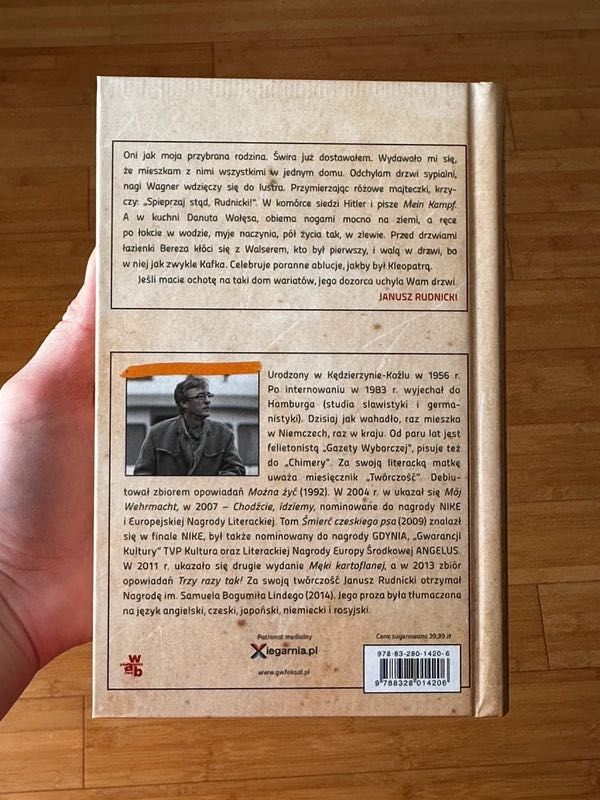 Oni jak moja przybrana rodzina. Świra już dostawałem. Wydawało mi się,
że mieszkam z nimi wszystkimi w jednym domu. Odchylam drzwi sypialni,
nagi Wagner wdzięczy się do lustra. Przymierzając różowe majteczki, krzy-
czy: „Spieprzaj stąd, Rudnicki!". W komórce siedzi Hitler i pisze Mein Kampf.
A w kuchni Danuta Wałęsa, obiema nogami mocno na ziemi, a ręce
po łokcie w wodzie, myje naczynia, pół życia tak, w zlewie. Przed drzwiami
łazienki Bereza kłóci się z Walserem, kto był pierwszy, i walą w drzwi, bo
w niej jak zwykle Kafka. Celebruje poranne ablucje, jakby był Kleopatrą.
Jeśli macie ochotę na taki dom wariatów, jego dozorca uchyla Wam drzwi.
JANUSZ RUDNICKI
Urodzony w Kędzierzynie-Koźlu w 1956 r.
Po internowaniu w 1983 r. wyjechał do
Hamburga (studia slawistyki i germa-
nistyki). Dzisiaj jak wahadło, raz mieszka
w Niemczech, raz w kraju. Od paru lat jest
felietonistą „Gazety Wyborczej", pisuje też
do „Chimery". Za swoją literacką matkę
uważa miesięcznik „Twórczość". Debiu-
tował zbiorem opowiadań Można żyć (1992). W 2004 r. w ukazał się Mój
Wehrmacht, w 2007 – Chodźcie, idziemy, nominowane do nagrody NIKE
i Europejskiej Nagrody Literackiej. Tom Śmierć czeskiego psa (2009) znalazł
się w finale NIKE, był także nominowany do nagrody GDYNIA, „Gwarancji
Kultury" TVP Kultura oraz Literackiej Nagrody Europy Środkowej ANGELUS.
W 2011 r. ukazało się drugie wydanie Męki kartoflanej, a w 2013 zbiór
opowiadań Trzy razy tak! Za swoją twórczość Janusz Rudnicki otrzymał
Nagrodę im. Samuela Bogumiła Lindego (2014). Jego proza była tłumaczona
na język angielski, czeski, japoński, niemiecki i rosyjski.
Patronat medialny
Xiegarnia.pl
www.gwfoksal.pl
Cena sugerowana 39,99 zł
978-83-280-1420-6
9 788328 014206
w
a
b